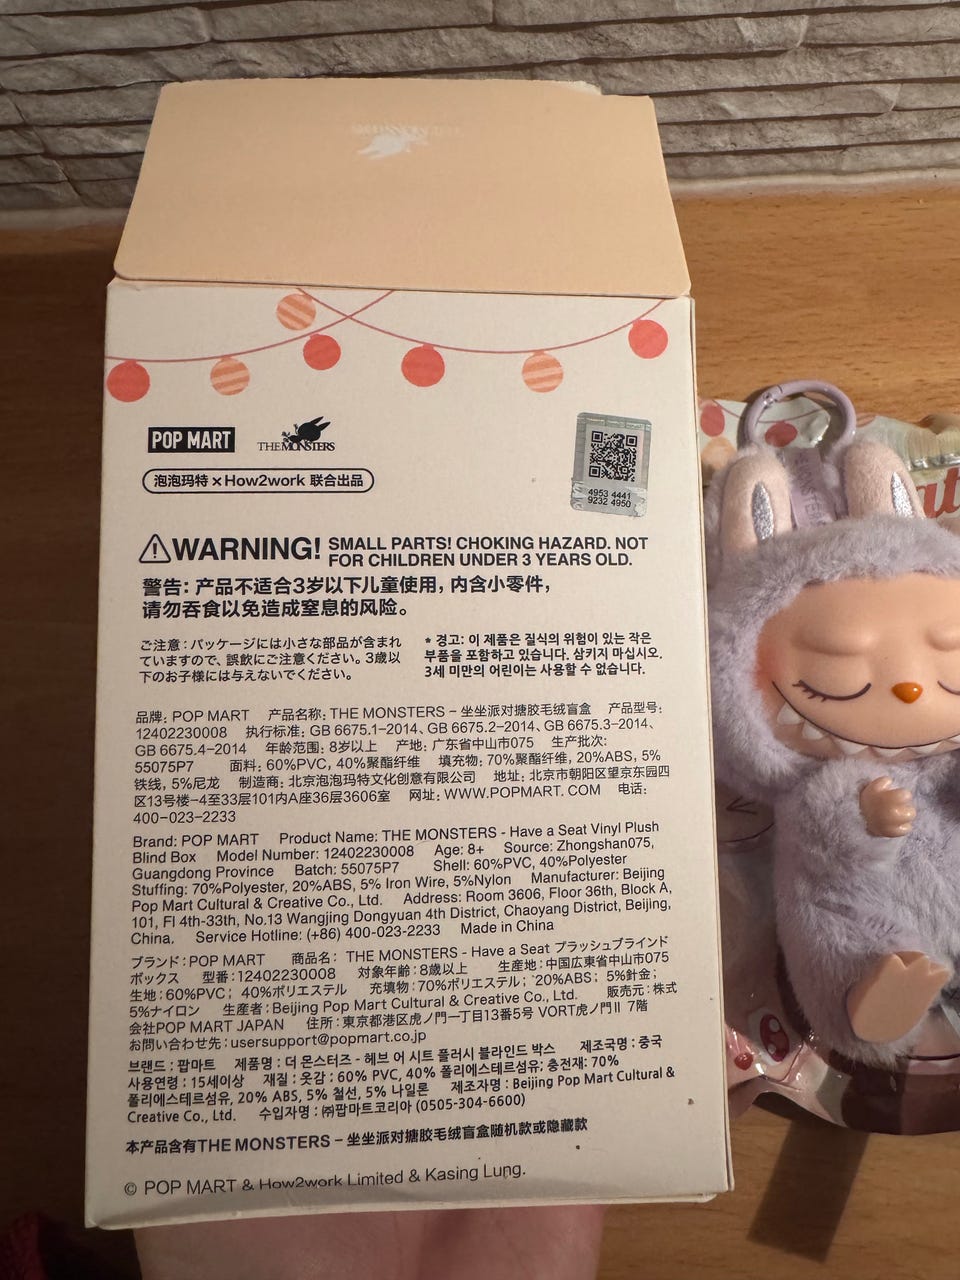 POP MART
THE MONSTERS
泡泡玛特 × How2work 联合出品
4953 4441
9232 4950
WARNING! SMALL PARTS! CHOKING HAZARD. NOT
FOR CHILDREN UNDER 3 YEARS OLD.
警告: 产品不适合3岁以下儿童使用，内含小零件，
请勿吞食以免造成窒息的风险。
ご注意：パッケージには小さな部品が含まれ
ていますので、誤飲にご注意ください。3歳以
下のお子様には与えないでください。
* 경고: 이 제품은 질식의 위험이 있는 작은
부품을 포함하고 있습니다. 삼키지 마십시오.
3세 미만의 어린이는 사용할 수 없습니다.
品牌: POP MART 产品名称: THE MONSTERS – 坐坐派对搪胶毛绒盲盒 产品型号:
12402230008 执行标准: GB 6675.1–2014、GB 6675.2–2014、GB 6675.3–2014、
GB 6675.4–2014 年龄范围: 8岁以上 产地: 广东省中山市075 生产批次:
55075P7 面料: 60%PVC, 40%聚酯纤维 填充物: 70%聚酯纤维, 20%ABS, 5%
铁线, 5%尼龙 制造商: 北京泡泡玛特文化创意有限公司 地址: 北京市朝阳区望京东园四
区13号楼–4至33层101内A座36层3606室 网址: WWW.POPMART.COM 电话:
400–023–2233
Brand: POP MART Product Name: THE MONSTERS - Have a Seat Vinyl Plush
Blind Box Model Number: 12402230008 Age: 8+ Source: Zhongshan075,
Guangdong Province Batch: 55075P7 Shell: 60%PVC, 40%Polyester
Stuffing: 70%Polyester, 20%ABS, 5% Iron Wire, 5%Nylon Manufacturer: Beijing
Pop Mart Cultural & Creative Co., Ltd. Address: Room 3606, Floor 36th, Block A,
101, Fl 4th-33th, No.13 Wangjing Dongyuan 4th District, Chaoyang District, Beijing,
China. Service Hotline: (+86) 400-023-2233 Made in China
ブランド：POP MART 商品名：THE MONSTERS - Have a Seat プラッシュブラインド
ボックス 型番：12402230008 対象年齢：8歳以上 生産地：中国広東省中山市075
生地：60%PVC； 40%ポリエステル 充填物：70%ポリエステル； 20%ABS； 5%針金；
5%ナイロン 生産者：Beijing Pop Mart Cultural & Creative Co., Ltd. 販売元：株式
会社POP MART JAPAN 住所：東京都港区虎ノ門一丁目13番5号 VORT虎ノ門II 7階
お問い合わせ先：usersupport@popmart.co.jp
브랜드 : 팝마트 제품명 : 더 몬스터즈 - 헤브 어 시트 플러시 블라인드 박스 제조국명 : 중국
사용연령 : 15세이상 재질 : 옷감 : 60% PVC, 40% 폴리에스테르섬유; 충전재: 70%
폴리에스테르섬유, 20% ABS, 5% 철선, 5% 나일론 제조자명 : Beijing Pop Mart Cultural &
Creative Co., Ltd. 수입자명 : ㈜팝마트코리아 (0505-304-6600)
本产品含有THE MONSTERS – 坐坐派对搪胶毛绒盲盒随机款或隐藏款
© POP MART & How2work Limited & Kasing Lung.